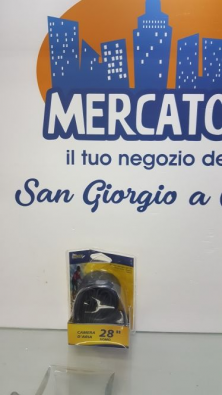 MERCATO
il tuo negozio de
San Giorgio a
CAMERA
D'ARIA
28"